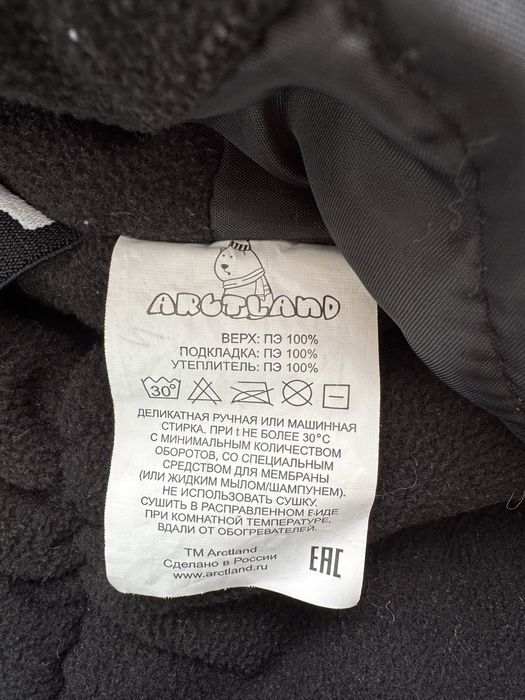 ARCTLAND
ВЕРХ: ПЭ 100%
ПОДКЛАДКА: ПЭ 100%
УТЕПЛИТЕЛЬ: ПЭ 100%
30°
ДЕЛИКАТНАЯ РУЧНАЯ ИЛИ МАШИННАЯ
СТИРКА. ПРИ t НЕ БОЛЕЕ 30°С
С МИНИМАЛЬНЫМ КОЛИЧЕСТВОМ
ОБОРОТОВ, СО СПЕЦИАЛЬНЫМ
СРЕДСТВОМ ДЛЯ МЕМБРАНЫ
(ИЛИ ЖИДКИМ МЫЛОМ/ШАМПУНЕМ).
НЕ ИСПОЛЬЗОВАТЬ СУШКУ.
СУШИТЬ В РАСПРАВЛЕННОМ ВИДЕ
ПРИ КОМНАТНОЙ ТЕМПЕРАТУРЕ,
ВДАЛИ ОТ ОБОГРЕВАТЕЛЕЙ.
ТМ Arctland
Сделано в России
www.arctland.ru
EAC